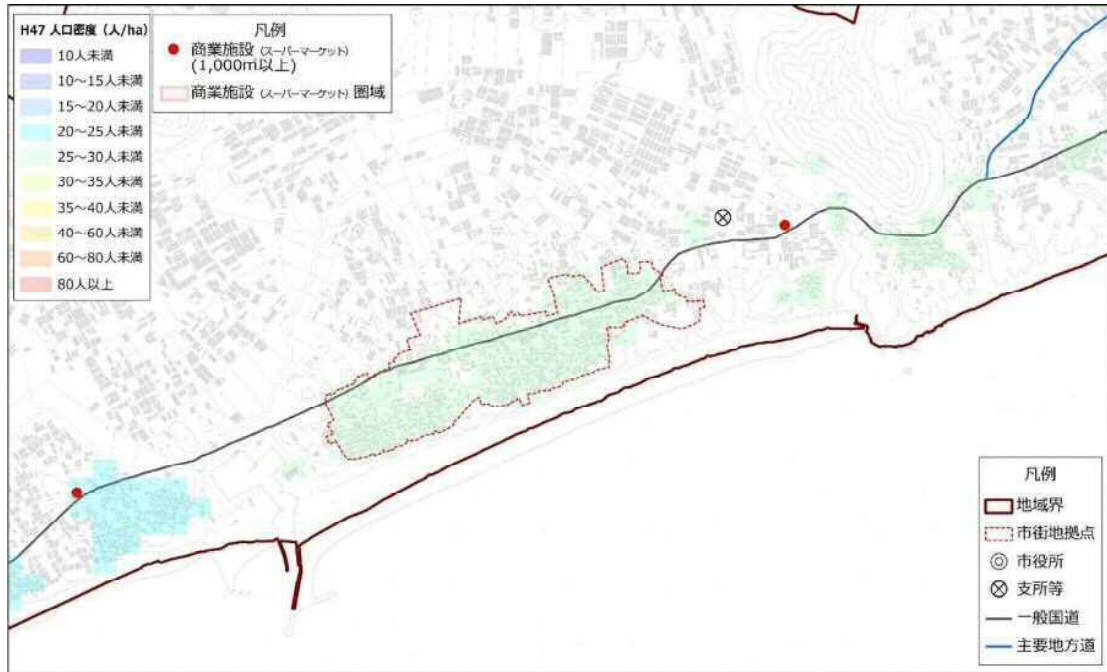 H47 人口密度（人/ha）
10人未満
10～15人未満
15～20人未満
20～25人未満
25～30人未満
30～35人未満
35～40人未満
40～60人未満
60～80人未満
80人以上
凡例
商業施設 (スーパーマーケット)
(1,000㎡以上)
商業施設 (スーパーマーケット) 圏域
凡例
地域界
市街地拠点
市役所
支所等
一般国道
主要地方道